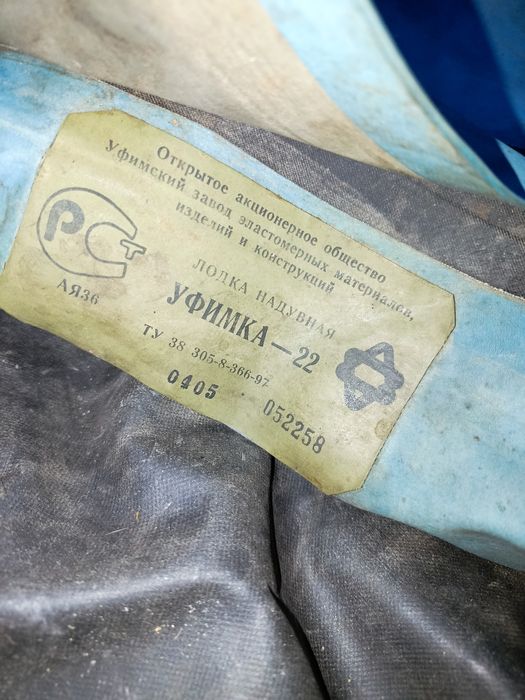 Открытое акционерное общество
Уфимский завод эластомерных материалов,
изделий и конструкций
РСТ
АЯ36
ЛОДКА НАДУВНАЯ
УФИМКА—22
ТУ 38 305-8-366-97
0405 052258